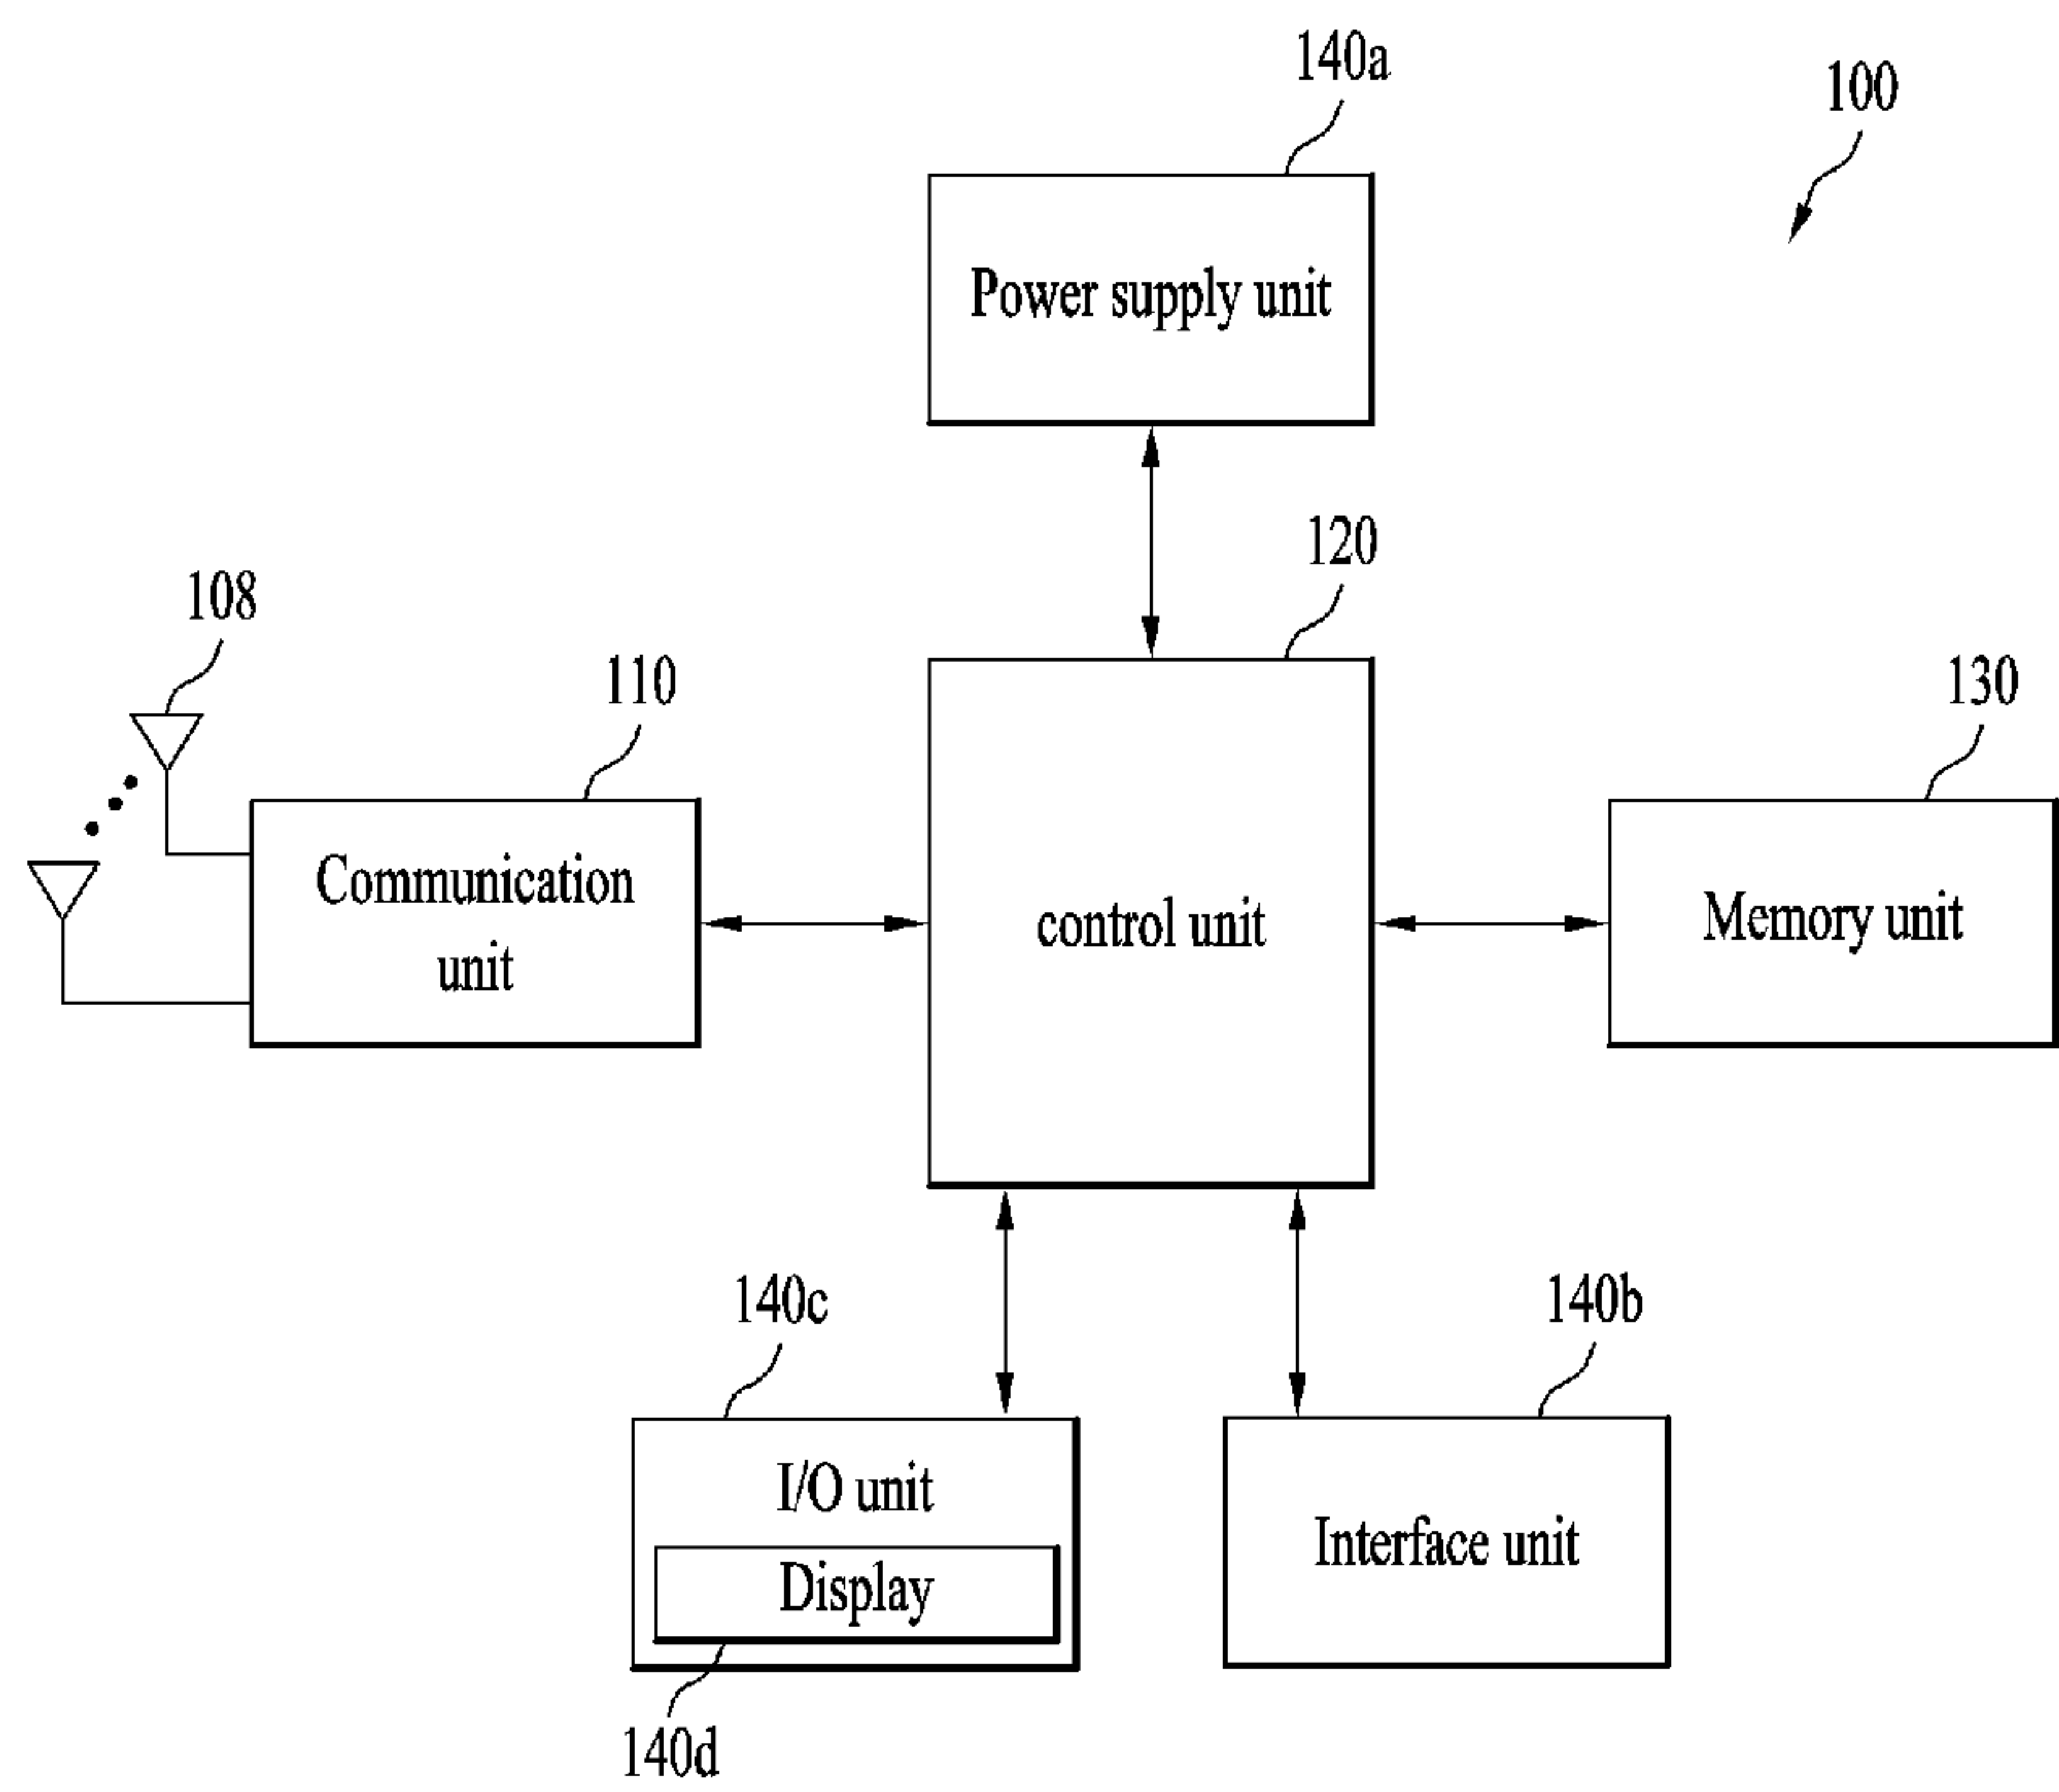 140a
100
Power supply unit
120
108
110
130
Communication
unit
control unit
Memory unit
140c
140b
I/O unit
Interface unit
Display
140d